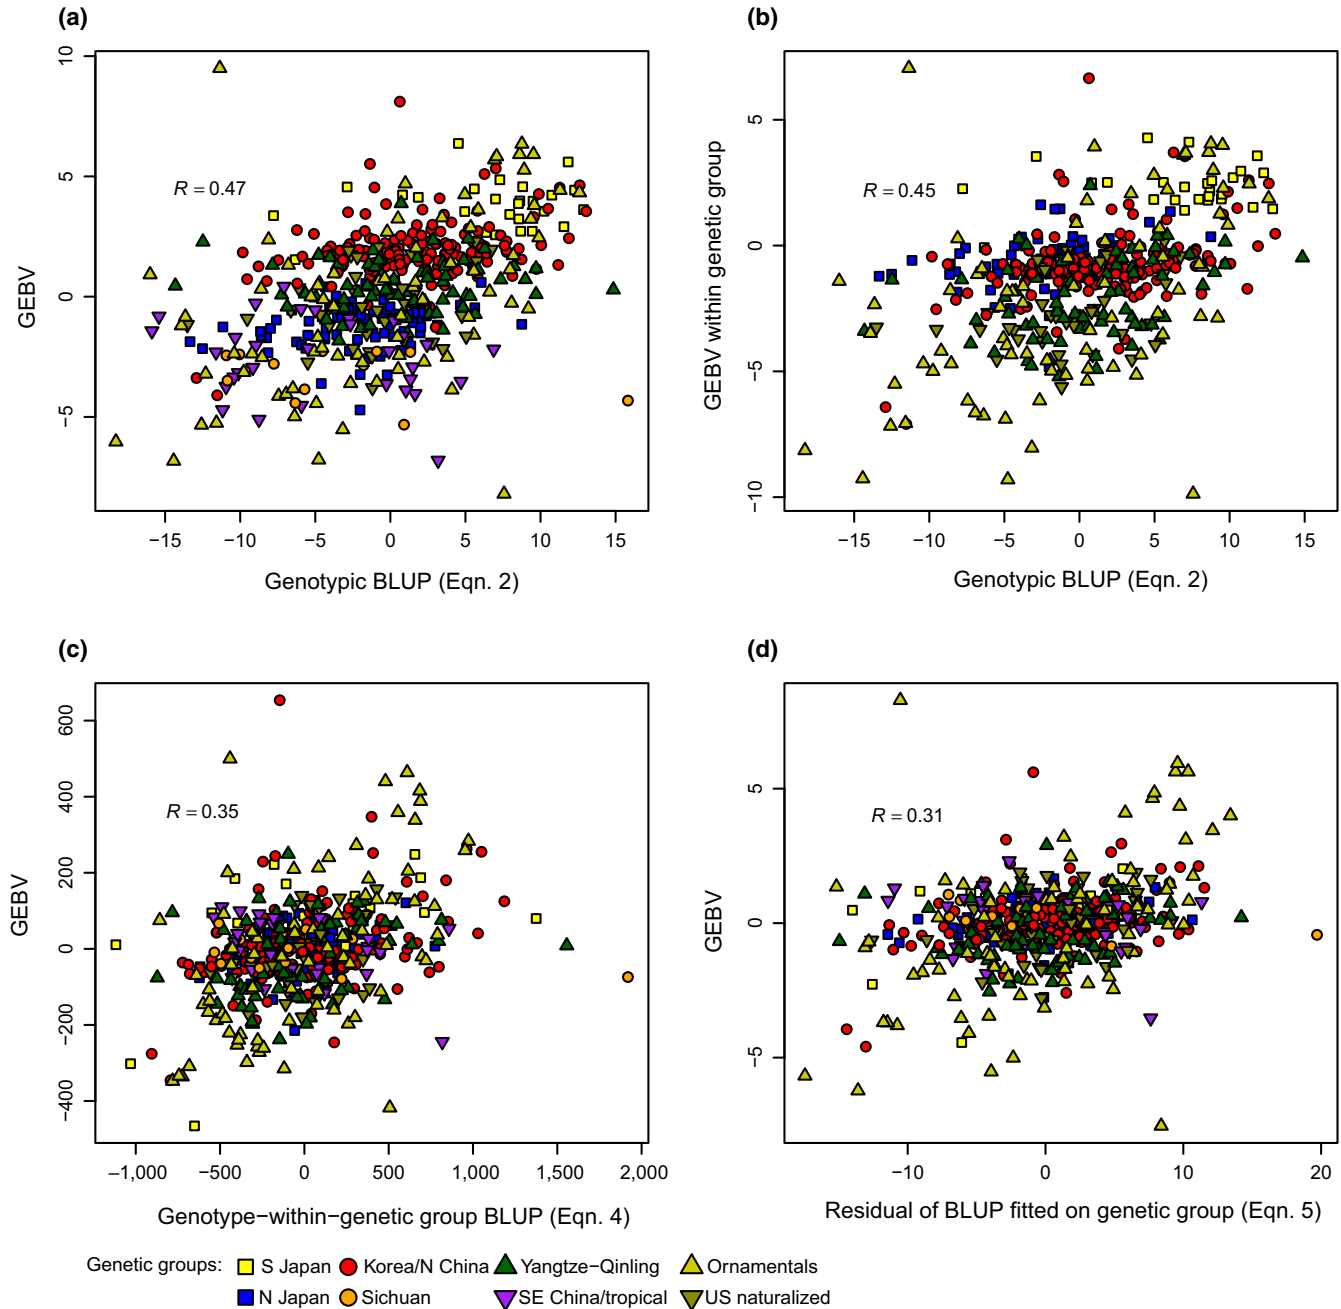 (a)
10
5
0
−5
GEBV
R = 0.47
−15 −10 −5 0 5 10 15
Genotypic BLUP (Eqn. 2)
(b)
5
0
−5
−10
GEBV within genetic group
R = 0.45
−15 −10 −5 0 5 10 15
Genotypic BLUP (Eqn. 2)
(c)
600
400
200
0
−200
−400
GEBV
R = 0.35
−1,000 −500 0 500 1,000 1,500 2,000
Genotype−within−genetic group BLUP (Eqn. 4)
(d)
5
0
−5
GEBV
R = 0.31
−10 0 10 20
Residual of BLUP fitted on genetic group (Eqn. 5)
Genetic groups: S Japan Korea/N China Yangtze−Qinling Ornamentals
N Japan Sichuan SE China/tropical US naturalized